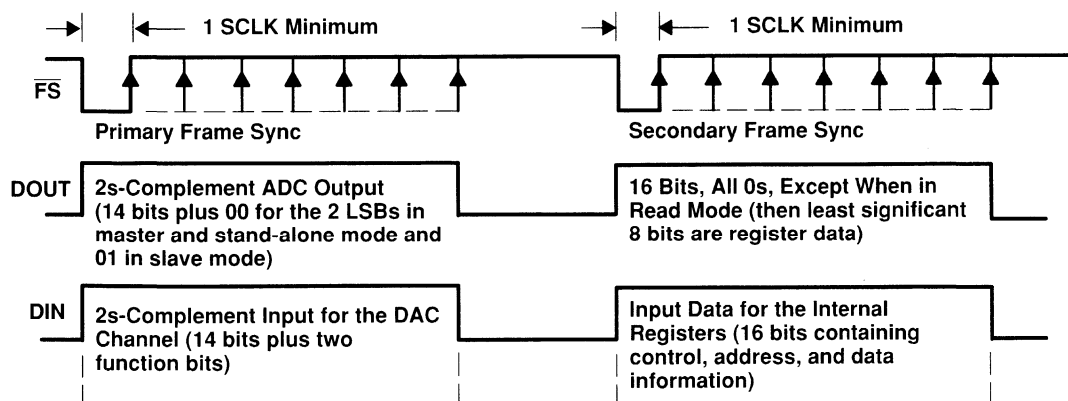 1 SCLK Minimum
1 SCLK Minimum
FS
Primary Frame Sync
Secondary Frame Sync
DOUT
2s-Complement ADC Output
(14 bits plus 00 for the 2 LSBs in
master and stand-alone mode and
01 in slave mode)
16 Bits, All 0s, Except When in
Read Mode (then least significant
8 bits are register data)
DIN
2s-Complement Input for the DAC
Channel (14 bits plus two
function bits)
Input Data for the Internal
Registers (16 bits containing
control, address, and data
information)